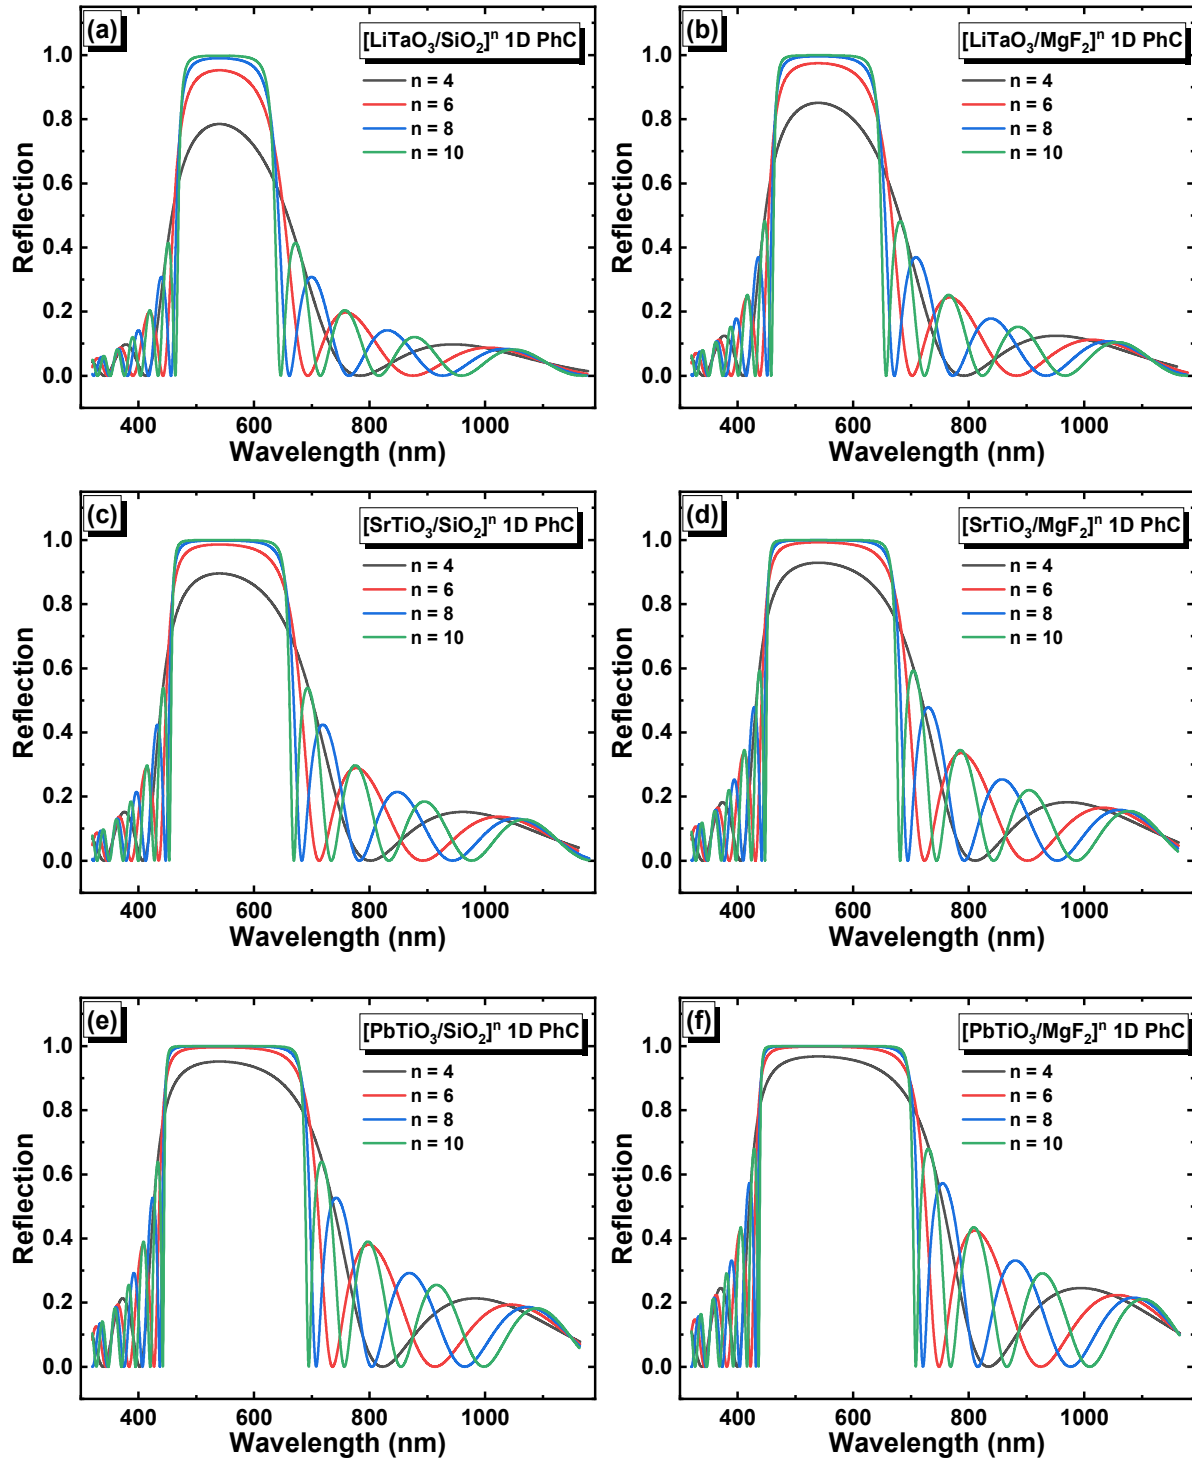 (a)
[LiTaO₃/SiO₂]ⁿ 1D PhC
n = 4
n = 6
n = 8
n = 10
Reflection
1.0
0.8
0.6
0.4
0.2
0.0
400 600 800 1000
Wavelength (nm)
(b)
[LiTaO₃/MgF₂]ⁿ 1D PhC
n = 4
n = 6
n = 8
n = 10
Reflection
1.0
0.8
0.6
0.4
0.2
0.0
400 600 800 1000
Wavelength (nm)
(c)
[SrTiO₃/SiO₂]ⁿ 1D PhC
n = 4
n = 6
n = 8
n = 10
Reflection
1.0
0.8
0.6
0.4
0.2
0.0
400 600 800 1000
Wavelength (nm)
(d)
[SrTiO₃/MgF₂]ⁿ 1D PhC
n = 4
n = 6
n = 8
n = 10
Reflection
1.0
0.8
0.6
0.4
0.2
0.0
400 600 800 1000
Wavelength (nm)
(e)
[PbTiO₃/SiO₂]ⁿ 1D PhC
n = 4
n = 6
n = 8
n = 10
Reflection
1.0
0.8
0.6
0.4
0.2
0.0
400 600 800 1000
Wavelength (nm)
(f)
[PbTiO₃/MgF₂]ⁿ 1D PhC
n = 4
n = 6
n = 8
n = 10
Reflection
1.0
0.8
0.6
0.4
0.2
0.0
400 600 800 1000
Wavelength (nm)